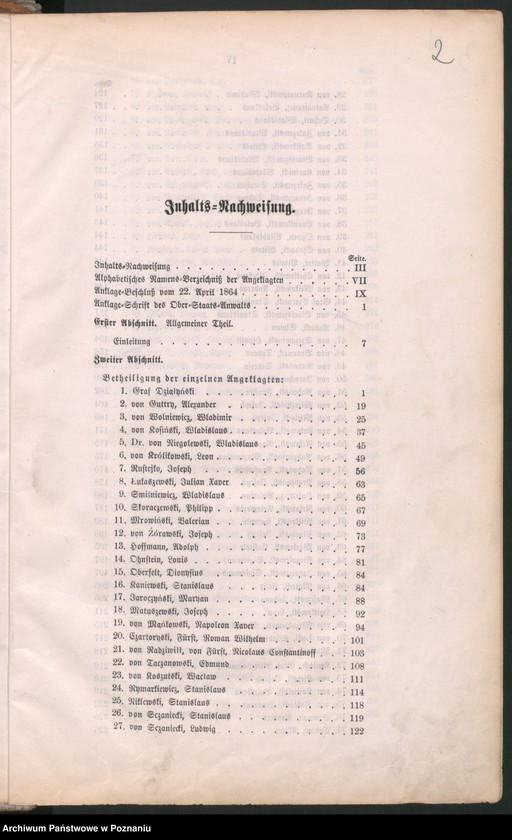 2
Inhalts-Nachweisung.
Seite.
Inhalts-Nachweisung . . . . . . . . . . . . . . . III
Alphabetisches Namens-Verzeichniß der Angeklagten . . . . . VII
Anklage-Beschluß vom 22. April 1864 . . . . . . . . . . IX
Anklage-Schrift des Ober-Staats-Anwalts . . . . . . . . 1
Erster Abschnitt. Allgemeiner Theil.
Einleitung . . . . . . . . . . . . . . . 7
Zweiter Abschnitt.
Betheiligung der einzelnen Angeklagten:
1. Graf Działyński . . . . . . . . . . . . 1
2. von Guttry, Alexander . . . . . . . . . . 19
3. von Wolniewicz, Wladimir . . . . . . . . . 25
4. von Kosiński, Wladislaus . . . . . . . . . 37
5. Dr. von Niegolewski, Wladislaus . . . . . . . 45
6. von Królikowski, Leon . . . . . . . . . . 49
7. Rustejko, Joseph . . . . . . . . . . . . 56
8. Łukaszewski, Julian Xaver . . . . . . . . . 63
9. Smitniewicz, Wladislaus . . . . . . . . . 65
10. Skoraczewski, Philipp . . . . . . . . . . 67
11. Mrowiński, Valerian . . . . . . . . . . 69
12. von Żórawski, Joseph . . . . . . . . . . 73
13. Hoffmann, Adolph . . . . . . . . . . . 77
14. Ohnstein, Louis . . . . . . . . . . . . 81
15. Oberfelt, Dionysius . . . . . . . . . . . 84
16. Kaniewski, Stanislaus . . . . . . . . . . 84
17. Jaroczyński, Maryan . . . . . . . . . . 88
18. Matuszewski, Joseph . . . . . . . . . . 92
19. von Mańkowski, Napoleon Xaver . . . . . . . 94
20. Czartoryski, Fürst, Roman Wilhelm . . . . . . 101
21. von Radziwiłł, von Fürst, Nicolaus Constantinoff . . . 103
22. von Taczanowski, Edmund . . . . . . . . . 108
23. von Koszutski, Wacław . . . . . . . . . . 111
24. Rymarkiewicz, Stanislaus . . . . . . . . . 114
25. Niklewski, Stanislaus . . . . . . . . . . 118
26. von Sczaniecki, Stanislaus . . . . . . . . 119
27. von Sczaniecki, Ludwig . . . . . . . . . 122
Archiwum Państwowe w Poznaniu